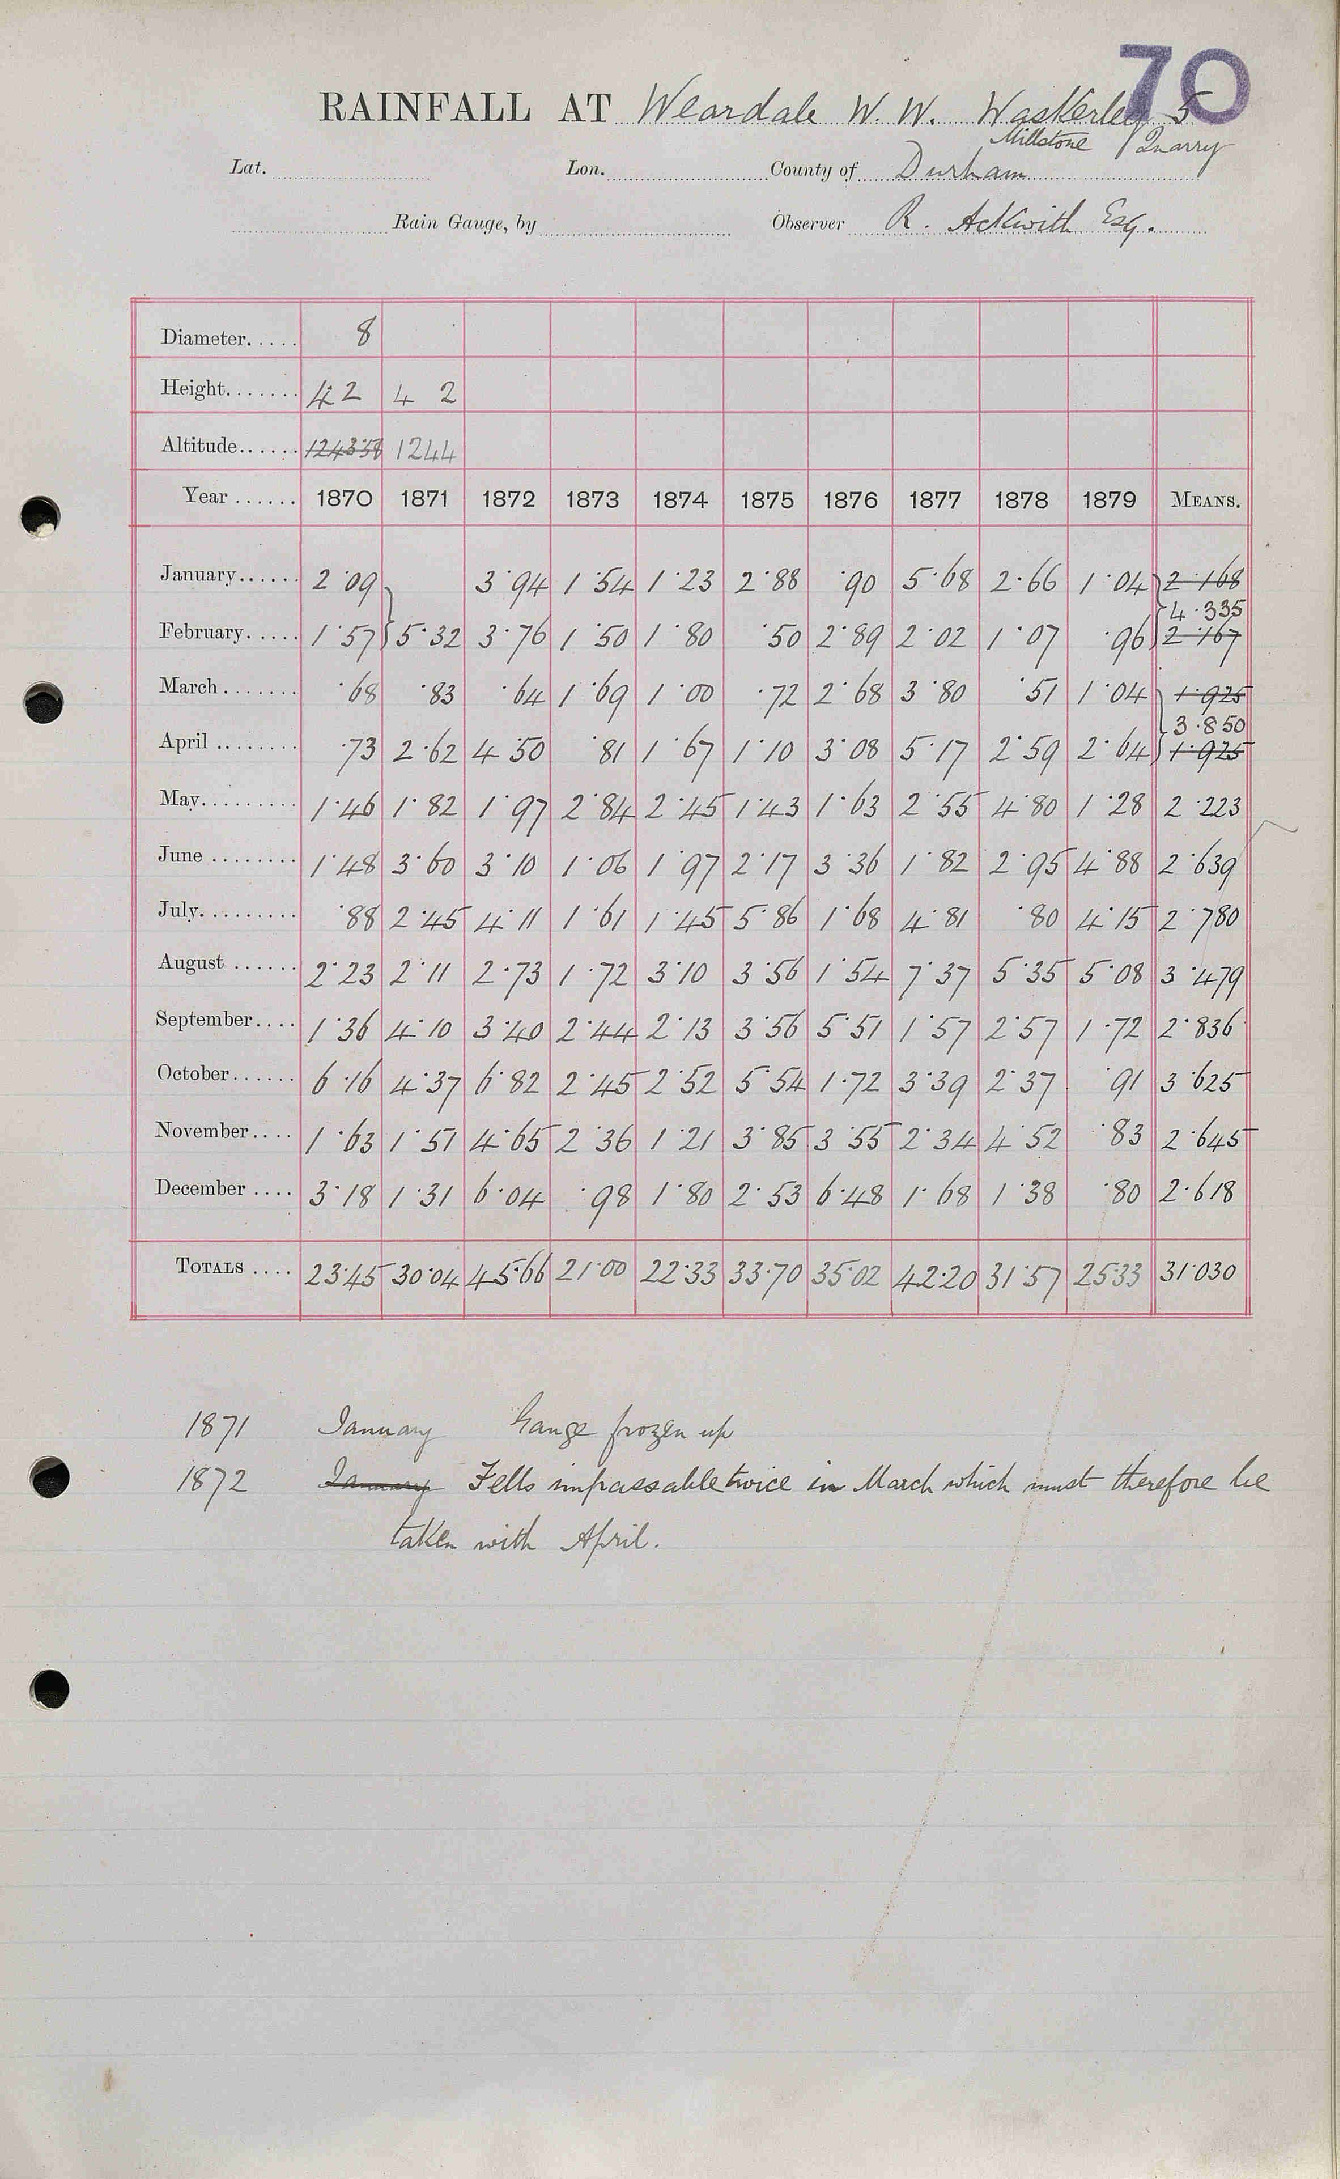 70
RAINFALL AT Weardale W. W. Waskerley 5
Millstone Quarry
Lat. Lon. County of Durham
Rain Gauge, by Observer R. Ackwith Esq.
Diameter..... 8
Height....... 42 4 2
Altitude...... 1243.58 1244
Year ...... 1870 1871 1872 1873 1874 1875 1876 1877 1878 1879 MEANS.
January...... 2·09 3·94 1·54 1·23 2·88 ·90 5·68 2·66 1·04 2·168
4·335
February..... 1·57 5·32 3·76 1·50 1·80 ·50 2·89 2·02 1·07 ·96 2·167
March....... ·68 ·83 ·64 1·69 1·00 ·72 2·68 3·80 ·51 1·04 1·925
3·850
April ........ ·73 2·62 4·50 ·81 1·67 1·10 3·08 5·17 2·59 2·64 1·925
May......... 1·46 1·82 1·97 2·84 2·45 1·43 1·63 2·55 4·80 1·28 2·223
June ........ 1·48 3·60 3·10 1·06 1·97 2·17 3·36 1·82 2·95 4·88 2·639
July......... ·88 2·45 4·11 1·61 1·45 5·86 1·68 4·81 ·80 4·15 2·780
August ...... 2·23 2·11 2·73 1·72 3·10 3·56 1·54 7·37 5·35 5·08 3·479
September.... 1·36 4·10 3·40 2·44 2·13 3·56 5·51 1·57 2·57 1·72 2·836
October...... 6·16 4·37 6·82 2·45 2·52 5·54 1·72 3·39 2·37 ·91 3·625
November.... 1·63 1·51 4·65 2·36 1·21 3·85 3·55 2·34 4·52 ·83 2·645
December .... 3·18 1·31 6·04 ·98 1·80 2·53 6·48 1·68 1·38 ·80 2·618
TOTALS .... 23·45 30·04 45·66 21·00 22·33 33·70 35·02 42·20 31·57 25·33 31·030
1871 January Gauge frozen up
1872 January Fells impassable twice in March which must therefore be
taken with April.